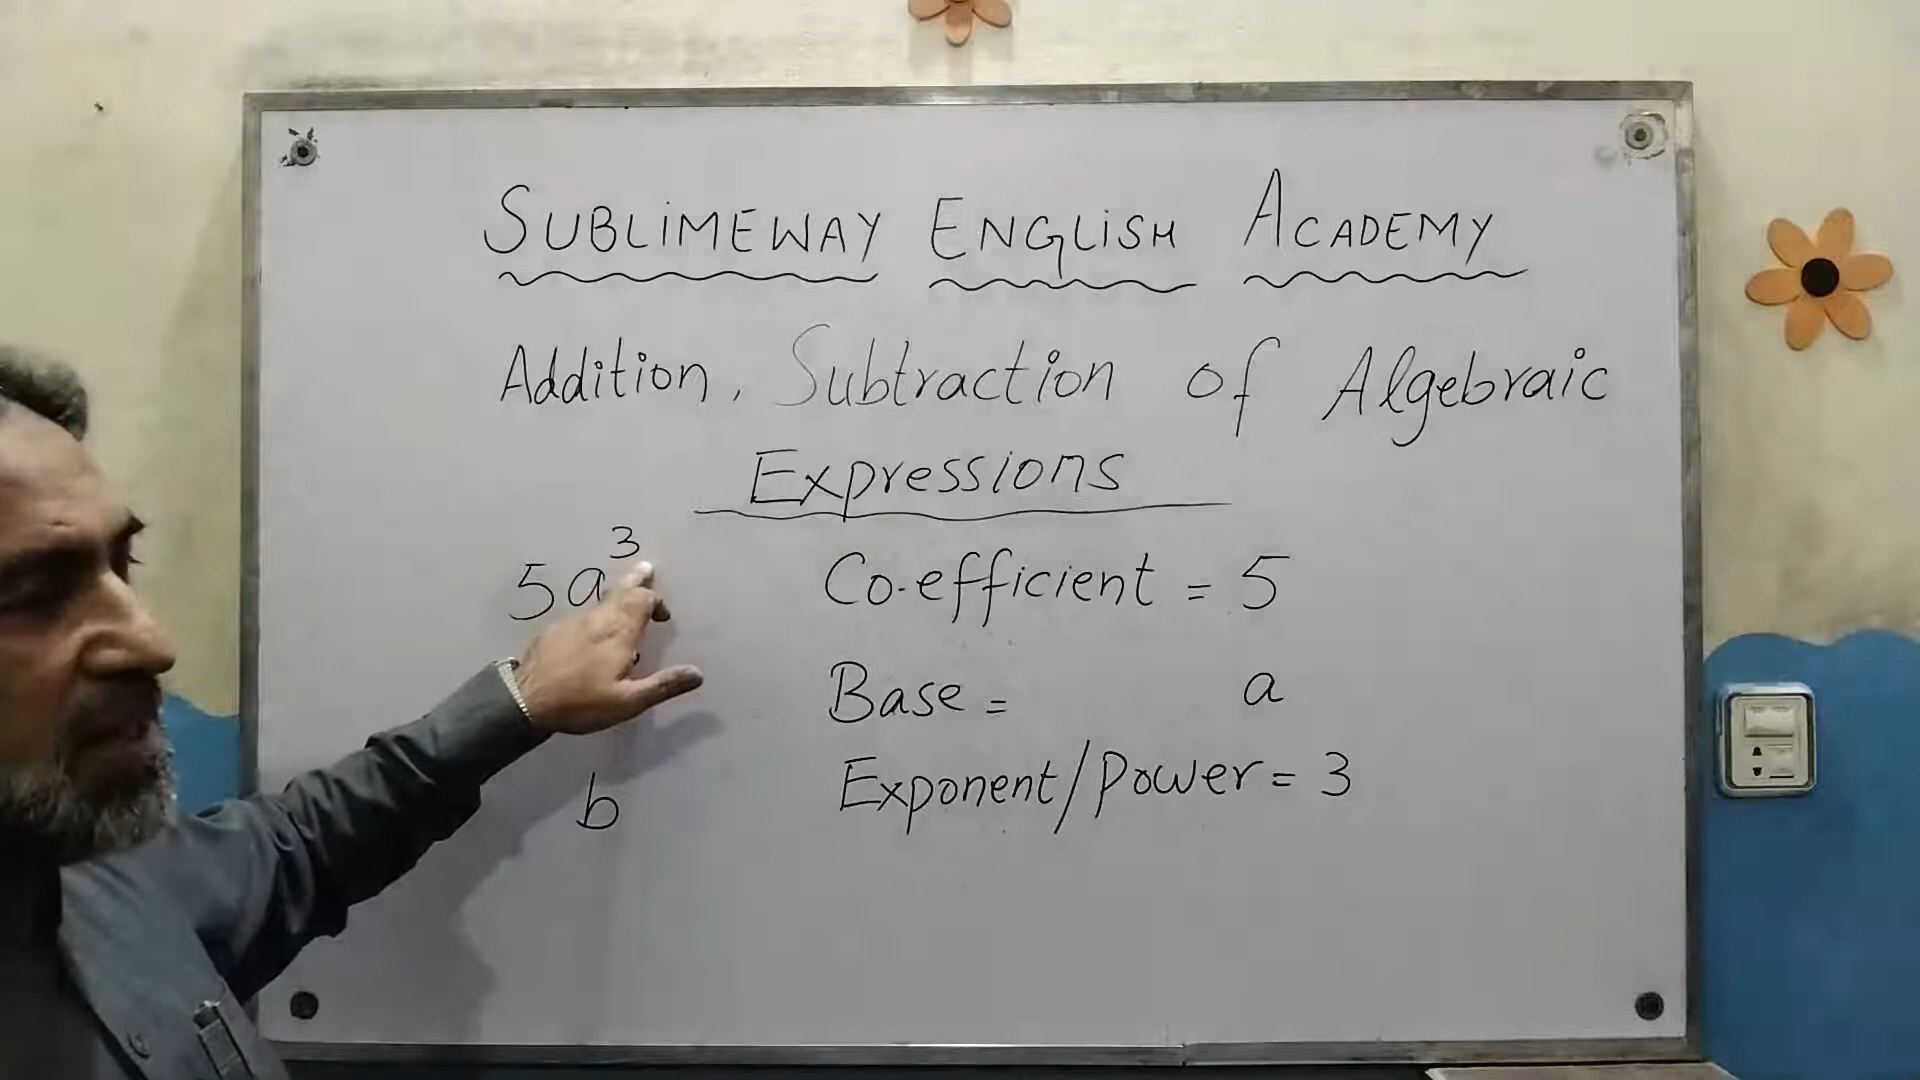 SUBLIMEWAY ENGLISH ACADEMY
Addition, Subtraction of Algebraic
Expressions
5a³ Co-efficient = 5
Base = a
b Exponent/Power = 3